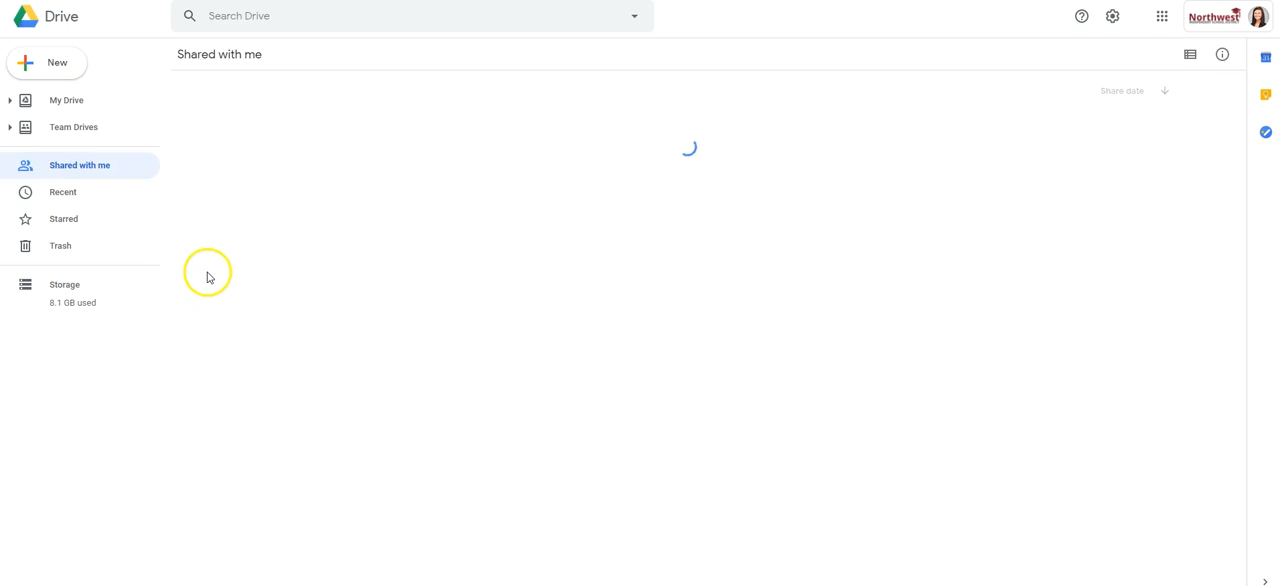 Drive
Search Drive
Northwest
New
Shared with me
Share date
My Drive
Team Drives
Shared with me
Recent
Starred
Trash
Storage
8.1 GB used
31